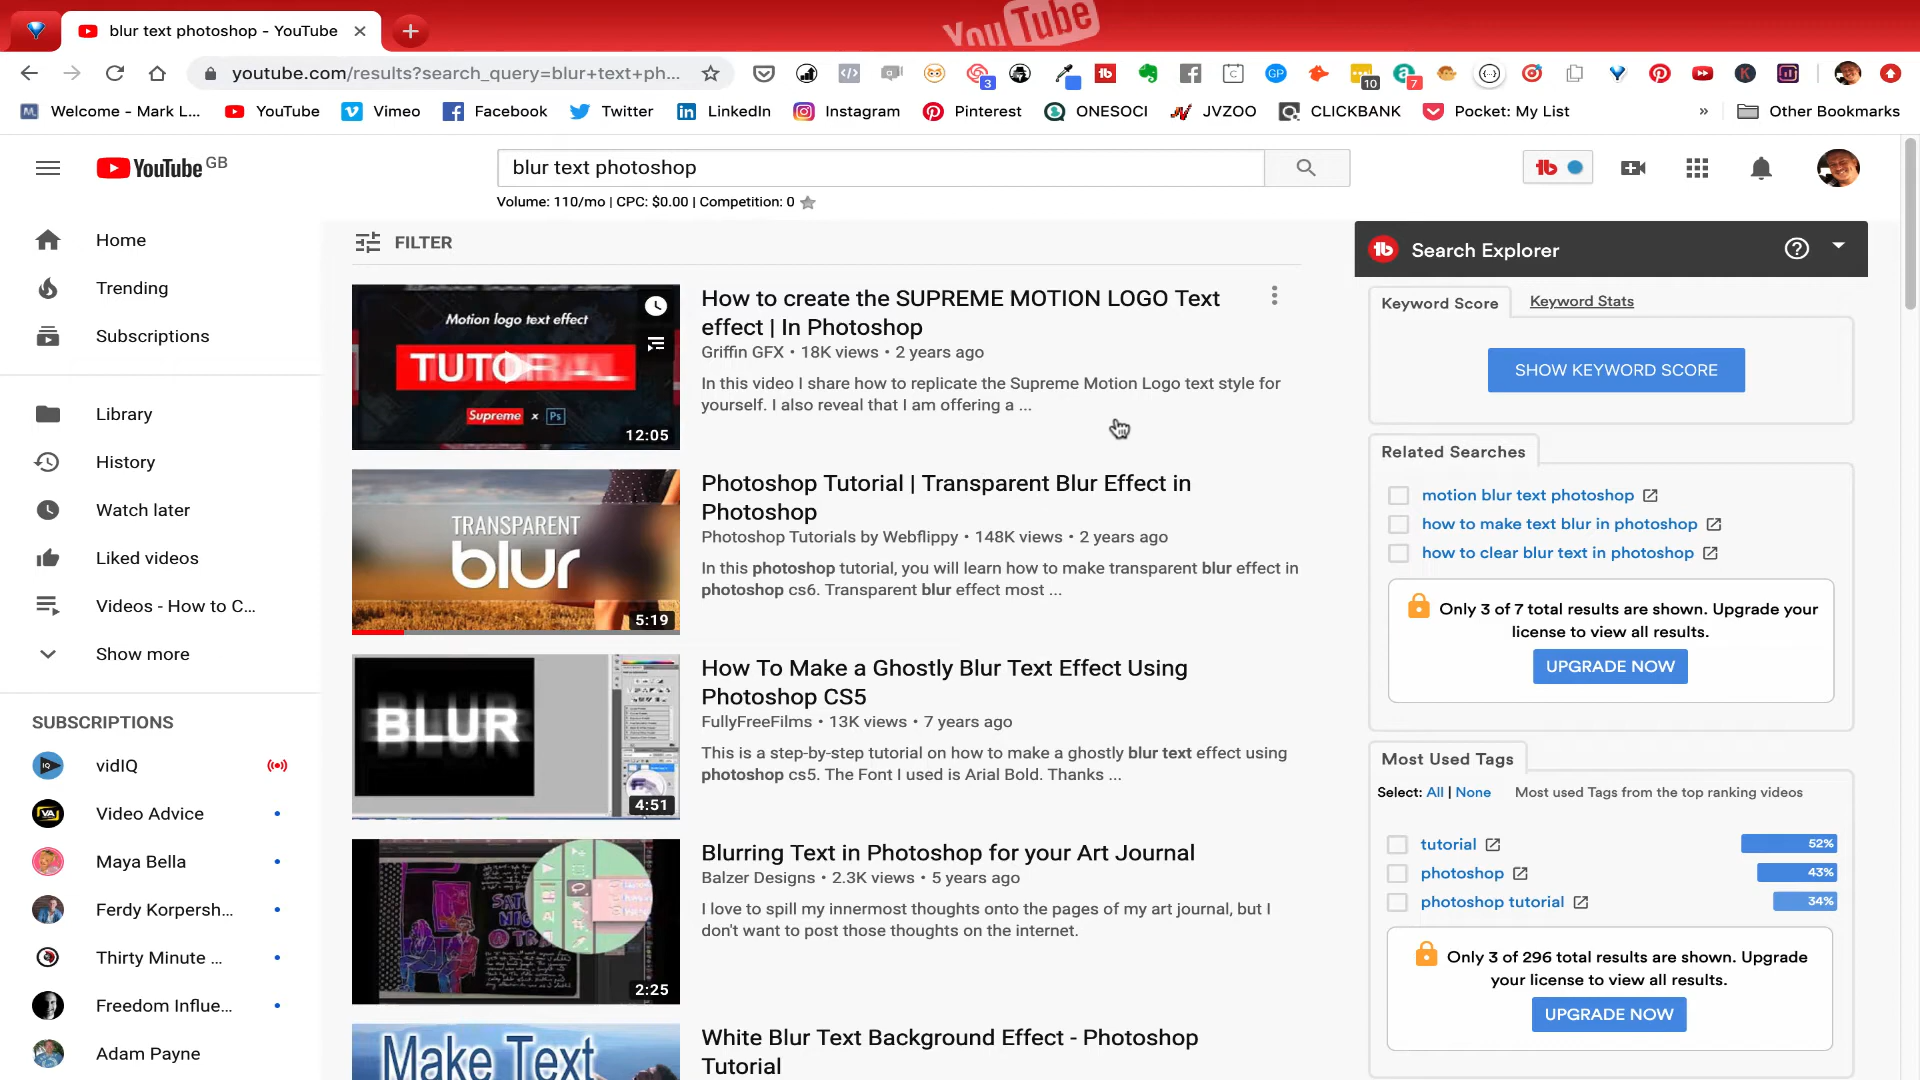 YouTube
blur text photoshop - YouTube
youtube.com/results?search_query=blur+text+ph...
3
10
7
Welcome - Mark L...
YouTube
Vimeo
Facebook
Twitter
LinkedIn
Instagram
Pinterest
ONESOCI
JVZOO
CLICKBANK
Pocket: My List
»
Other Bookmarks
YouTube GB
blur text photoshop
Volume: 110/mo | CPC: $0.00 | Competition: 0
Home
Trending
Subscriptions
Library
History
Watch later
Liked videos
Videos - How to C...
Show more
SUBSCRIPTIONS
vidIQ
Video Advice
Maya Bella
Ferdy Korpersh...
Thirty Minute ...
Freedom Influe...
Adam Payne
FILTER
Motion logo text effect
TUTORIAL
Supreme x Ps
12:05
How to create the SUPREME MOTION LOGO Text
effect | In Photoshop
Griffin GFX • 18K views • 2 years ago
In this video I share how to replicate the Supreme Motion Logo text style for
yourself. I also reveal that I am offering a ...
TRANSPARENT
blur
5:19
Photoshop Tutorial | Transparent Blur Effect in
Photoshop
Photoshop Tutorials by Webflippy • 148K views • 2 years ago
In this photoshop tutorial, you will learn how to make transparent blur effect in
photoshop cs6. Transparent blur effect most ...
BLUR
4:51
How To Make a Ghostly Blur Text Effect Using
Photoshop CS5
FullyFreeFilms • 13K views • 7 years ago
This is a step-by-step tutorial on how to make a ghostly blur text effect using
photoshop cs5. The Font I used is Arial Bold. Thanks ...
2:25
Blurring Text in Photoshop for your Art Journal
Balzer Designs • 2.3K views • 5 years ago
I love to spill my innermost thoughts onto the pages of my art journal, but I
don't want to post those thoughts on the internet.
Make Text
White Blur Text Background Effect - Photoshop
Tutorial
Search Explorer
Keyword Score
Keyword Stats
SHOW KEYWORD SCORE
Related Searches
motion blur text photoshop
how to make text blur in photoshop
how to clear blur text in photoshop
Only 3 of 7 total results are shown. Upgrade your
license to view all results.
UPGRADE NOW
Most Used Tags
Select: All | None Most used Tags from the top ranking videos
tutorial 52%
photoshop 43%
photoshop tutorial 34%
Only 3 of 296 total results are shown. Upgrade
your license to view all results.
UPGRADE NOW